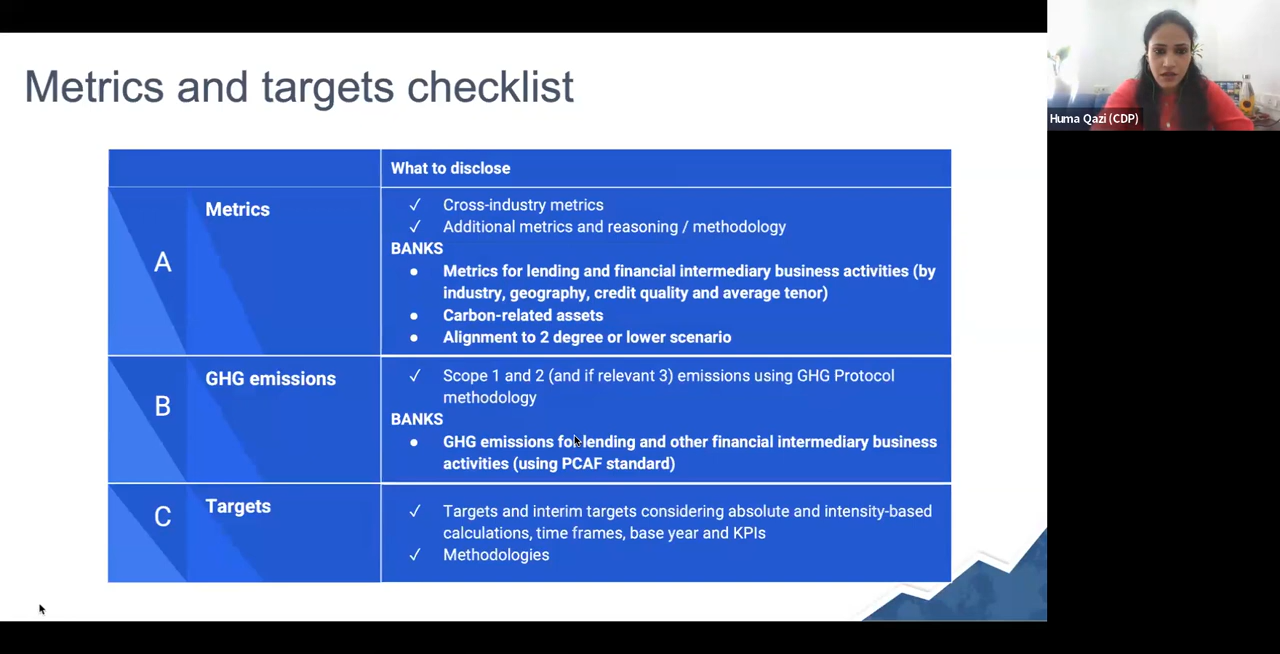 Metrics and targets checklist
Huma Qazi (CDP)
What to disclose
A
Metrics
✓ Cross-industry metrics
✓ Additional metrics and reasoning / methodology
BANKS
● Metrics for lending and financial intermediary business activities (by
industry, geography, credit quality and average tenor)
● Carbon-related assets
● Alignment to 2 degree or lower scenario
B
GHG emissions
✓ Scope 1 and 2 (and if relevant 3) emissions using GHG Protocol
methodology
BANKS
● GHG emissions for lending and other financial intermediary business
activities (using PCAF standard)
C
Targets
✓ Targets and interim targets considering absolute and intensity-based
calculations, time frames, base year and KPIs
✓ Methodologies